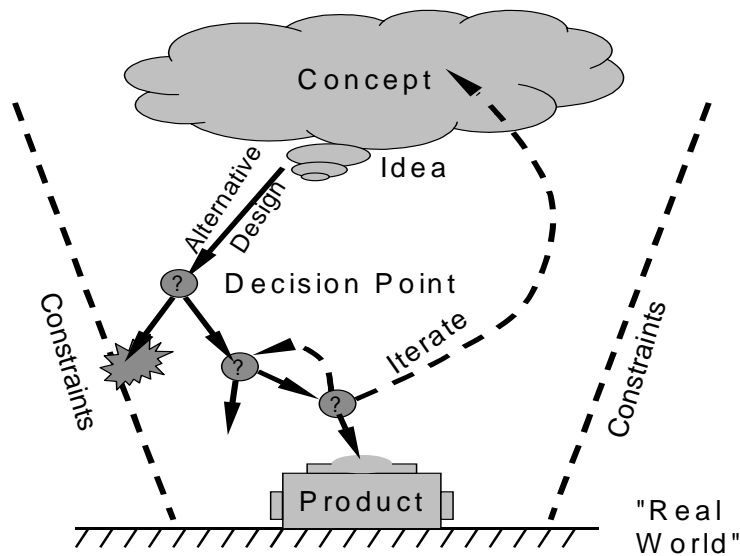 Concept
Idea
Alternative
Design
?
Decision Point
Constraints
Constraints
?
Iterate
?
Product
"Real
World"